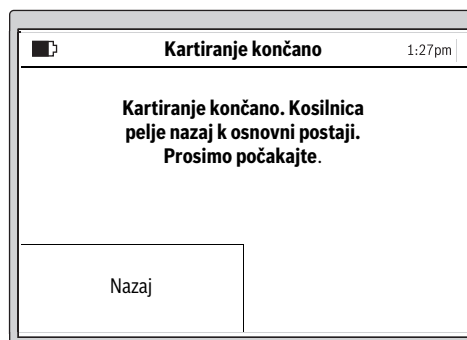 Kartiranje končano
1:27pm
Kartiranje končano. Kosilnica
pelje nazaj k osnovni postaji.
Prosimo počakajte.
Nazaj